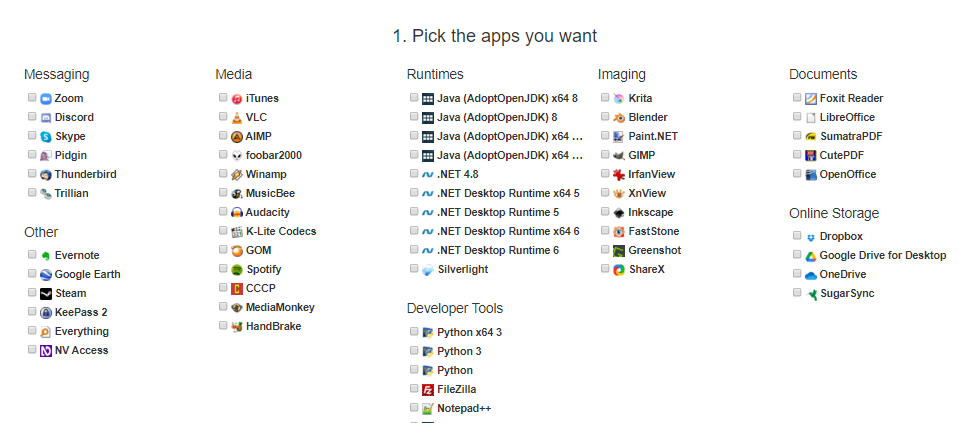 1. Pick the apps you want
Messaging
Zoom
Discord
Skype
Pidgin
Thunderbird
Trillian
Other
Evernote
Google Earth
Steam
KeePass 2
Everything
NV Access
Media
iTunes
VLC
AIMP
foobar2000
Winamp
MusicBee
Audacity
K-Lite Codecs
GOM
Spotify
CCCP
MediaMonkey
HandBrake
Runtimes
Java (AdoptOpenJDK) x64 8
Java (AdoptOpenJDK) 8
Java (AdoptOpenJDK) x64 ...
Java (AdoptOpenJDK) x64 ...
.NET 4.8
.NET Desktop Runtime x64 5
.NET Desktop Runtime 5
.NET Desktop Runtime x64 6
.NET Desktop Runtime 6
Silverlight
Developer Tools
Python x64 3
Python 3
Python
FileZilla
Notepad++
Imaging
Krita
Blender
Paint.NET
GIMP
IrfanView
XnView
Inkscape
FastStone
Greenshot
ShareX
Documents
Foxit Reader
LibreOffice
SumatraPDF
CutePDF
OpenOffice
Online Storage
Dropbox
Google Drive for Desktop
OneDrive
SugarSync